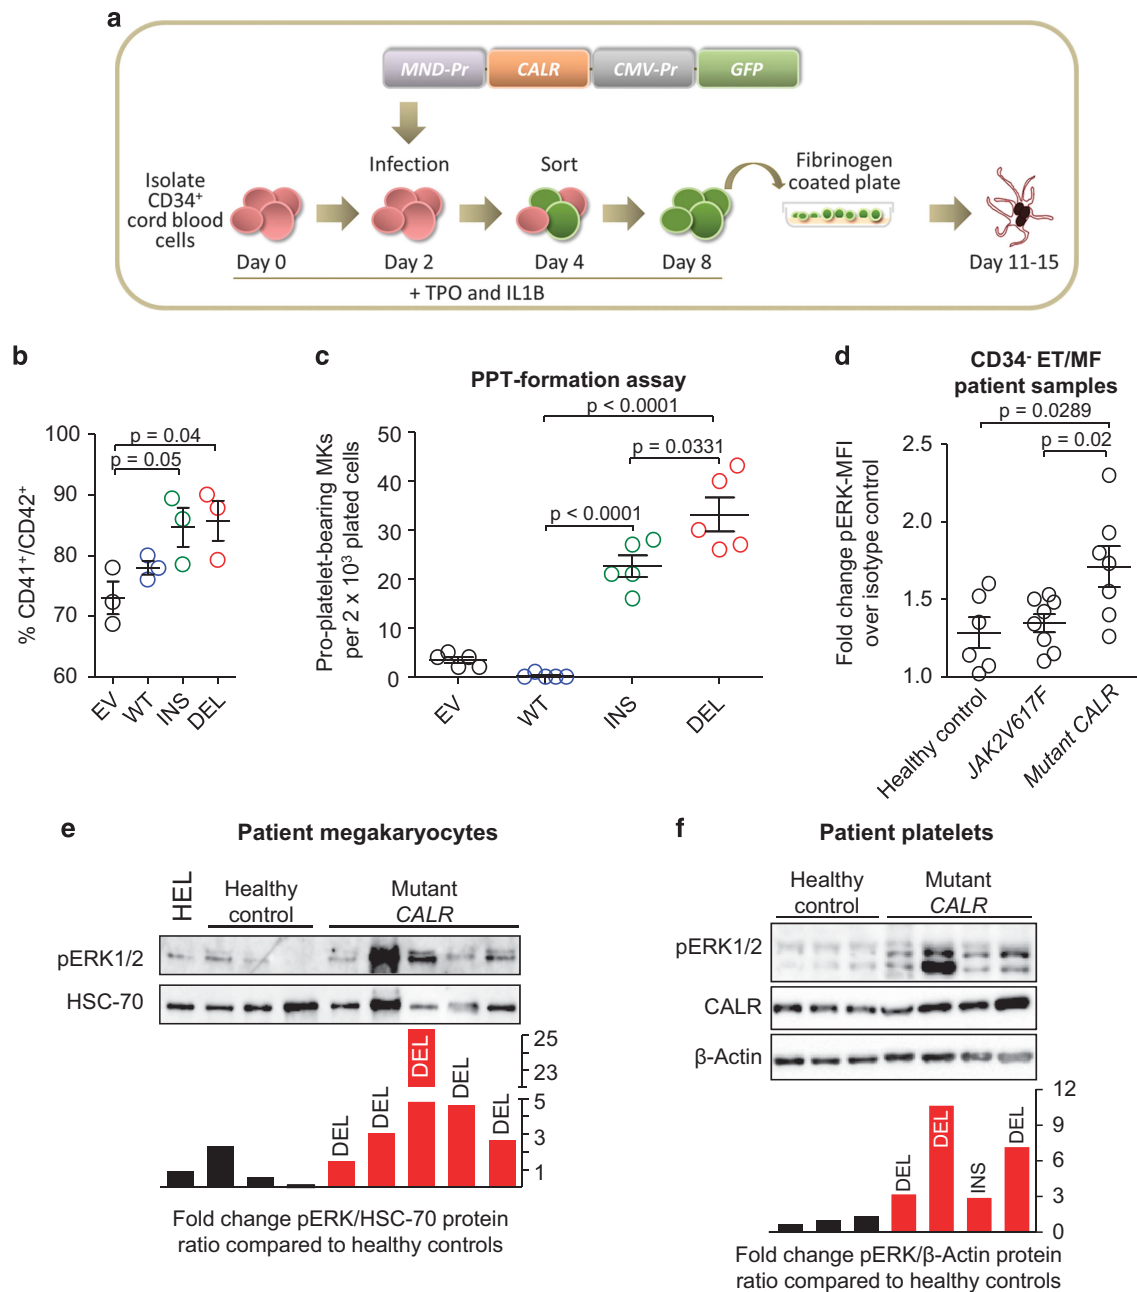 a
MND-Pr CALR CMV-Pr GFP
Isolate
CD34⁺
cord blood
cells
Infection
Sort
Fibrinogen
coated plate
Day 0 Day 2 Day 4 Day 8 Day 11-15
+ TPO and IL1B
b
% CD41⁺/CD42⁺
100
90
80
70
60
p = 0.04
p = 0.05
EV WT INS DEL
c
PPT-formation assay
Pro-platelet-bearing MKs
per 2 x 10³ plated cells
50
40
30
20
10
0
p < 0.0001
p = 0.0331
p < 0.0001
EV WT INS DEL
d
CD34⁻ ET/MF
patient samples
Fold change pERK-MFI
over isotype control
2.5
2.0
1.5
1.0
p = 0.0289
p = 0.02
Healthy control JAK2V617F Mutant CALR
e
Patient megakaryocytes
HEL
Healthy
control
Mutant
CALR
pERK1/2
HSC-70
DEL DEL DEL DEL DEL
25
23
5
3
1
Fold change pERK/HSC-70 protein
ratio compared to healthy controls
f
Patient platelets
Healthy
control
Mutant
CALR
pERK1/2
CALR
β-Actin
DEL DEL INS DEL
12
9
6
3
0
Fold change pERK/β-Actin protein
ratio compared to healthy controls